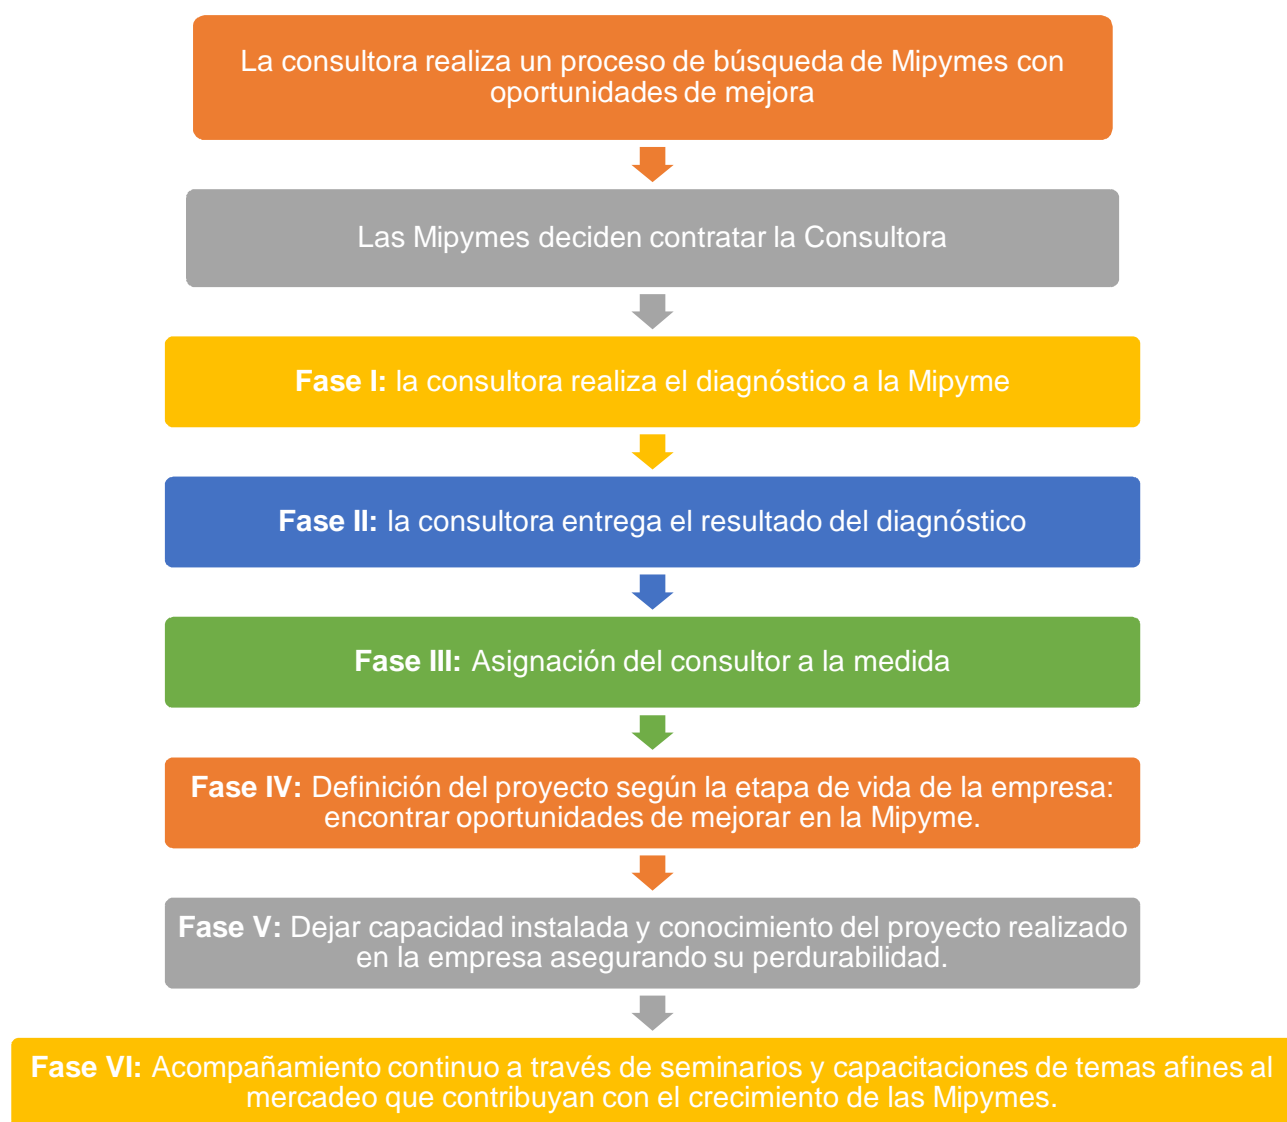 La consultora realiza un proceso de búsqueda de Mipymes con
oportunidades de mejora
Las Mipymes deciden contratar la Consultora
Fase I: la consultora realiza el diagnóstico a la Mipyme
Fase II: la consultora entrega el resultado del diagnóstico
Fase III: Asignación del consultor a la medida
Fase IV: Definición del proyecto según la etapa de vida de la empresa:
encontrar oportunidades de mejorar en la Mipyme.
Fase V: Dejar capacidad instalada y conocimiento del proyecto realizado
en la empresa asegurando su perdurabilidad.
Fase VI: Acompañamiento continuo a través de seminarios y capacitaciones de temas afines al
mercadeo que contribuyan con el crecimiento de las Mipymes.